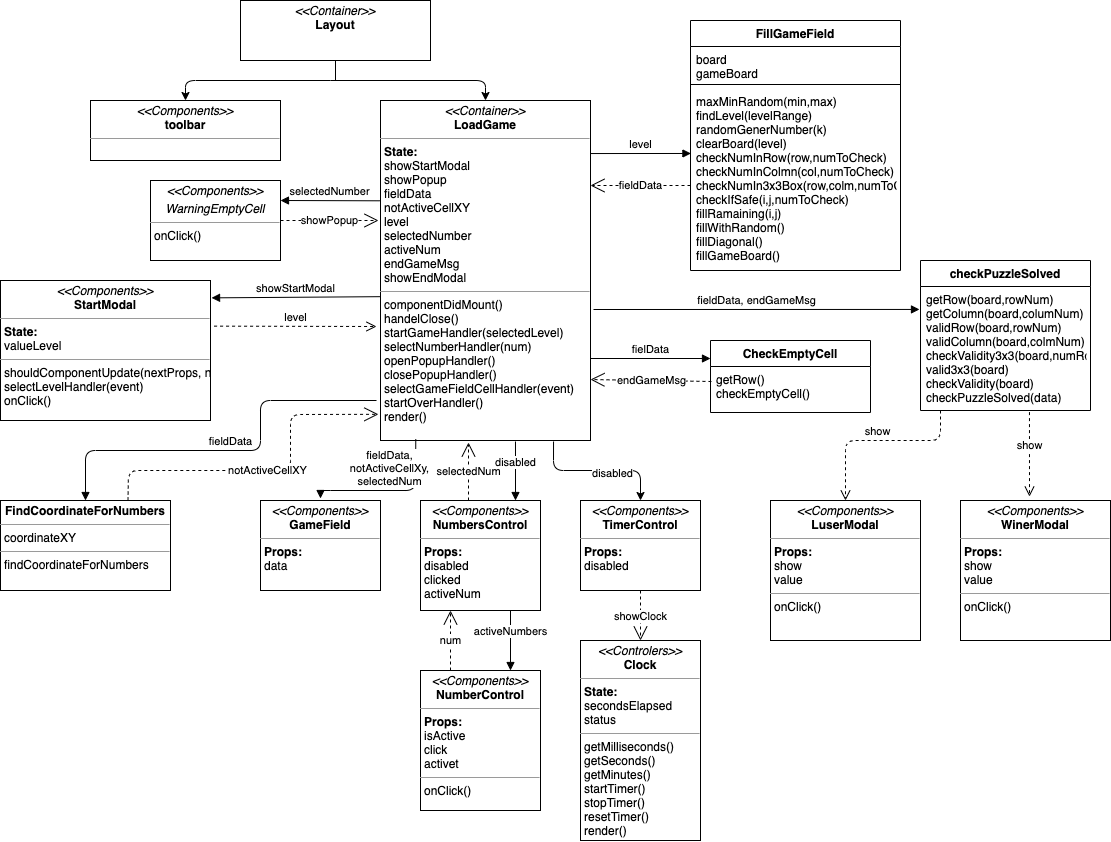 <<Container>>
Layout
<<Components>>
toolbar
<<Container>>
LoadGame
State:
showStartModal
showPopup
fieldData
notActiveCellXY
level
selectedNumber
activeNum
endGameMsg
showEndModal
componentDidMount()
handelClose()
startGameHandler(selectedLevel)
selectNumberHandler(num)
openPopupHandler()
closePopupHandler()
selectGameFieldCellHandler(event)
startOverHandler()
render()
FillGameField
board
gameBoard
maxMinRandom(min,max)
findLevel(levelRange)
randomGenerNumber(k)
clearBoard(level)
checkNumInRow(row,numToCheck)
checkNumInColmn(col,numToCheck)
checkNumIn3x3Box(row,colm,numToC
checkIfSafe(i,j,numToCheck)
fillRamaining(i,j)
fillWithRandom()
fillDiagonal()
fillGameBoard()
level
fieldData
<<Components>>
WarningEmptyCell
onClick()
selectedNumber
showPopup
<<Components>>
StartModal
State:
valueLevel
shouldComponentUpdate(nextProps, n
selectLevelHandler(event)
onClick()
showStartModal
level
checkPuzzleSolved
getRow(board,rowNum)
getColumn(board,columNum)
validRow(board,rowNum)
validColumn(board,colmNum)
checkValidity3x3(board,numRo
valid3x3(board)
checkValidity(board)
checkPuzzleSolved(data)
fieldData, endGameMsg
fielData
endGameMsg
CheckEmptyCell
getRow()
checkEmptyCell()
show
show
fieldData
notActiveCellXY
fieldData,
notActiveCellXy,
selectedNum
selectedNum
disabled
disabled
FindCoordinateForNumbers
coordinateXY
findCoordinateForNumbers
<<Components>>
GameField
Props:
data
<<Components>>
NumbersControl
Props:
disabled
clicked
activeNum
<<Components>>
TimerControl
Props:
disabled
<<Components>>
LuserModal
Props:
show
value
onClick()
<<Components>>
WinerModal
Props:
show
value
onClick()
num
activeNumbers
showClock
<<Components>>
NumberControl
Props:
isActive
click
activet
onClick()
<<Controlers>>
Clock
State:
secondsElapsed
status
getMilliseconds()
getSeconds()
getMinutes()
startTimer()
stopTimer()
resetTimer()
render()